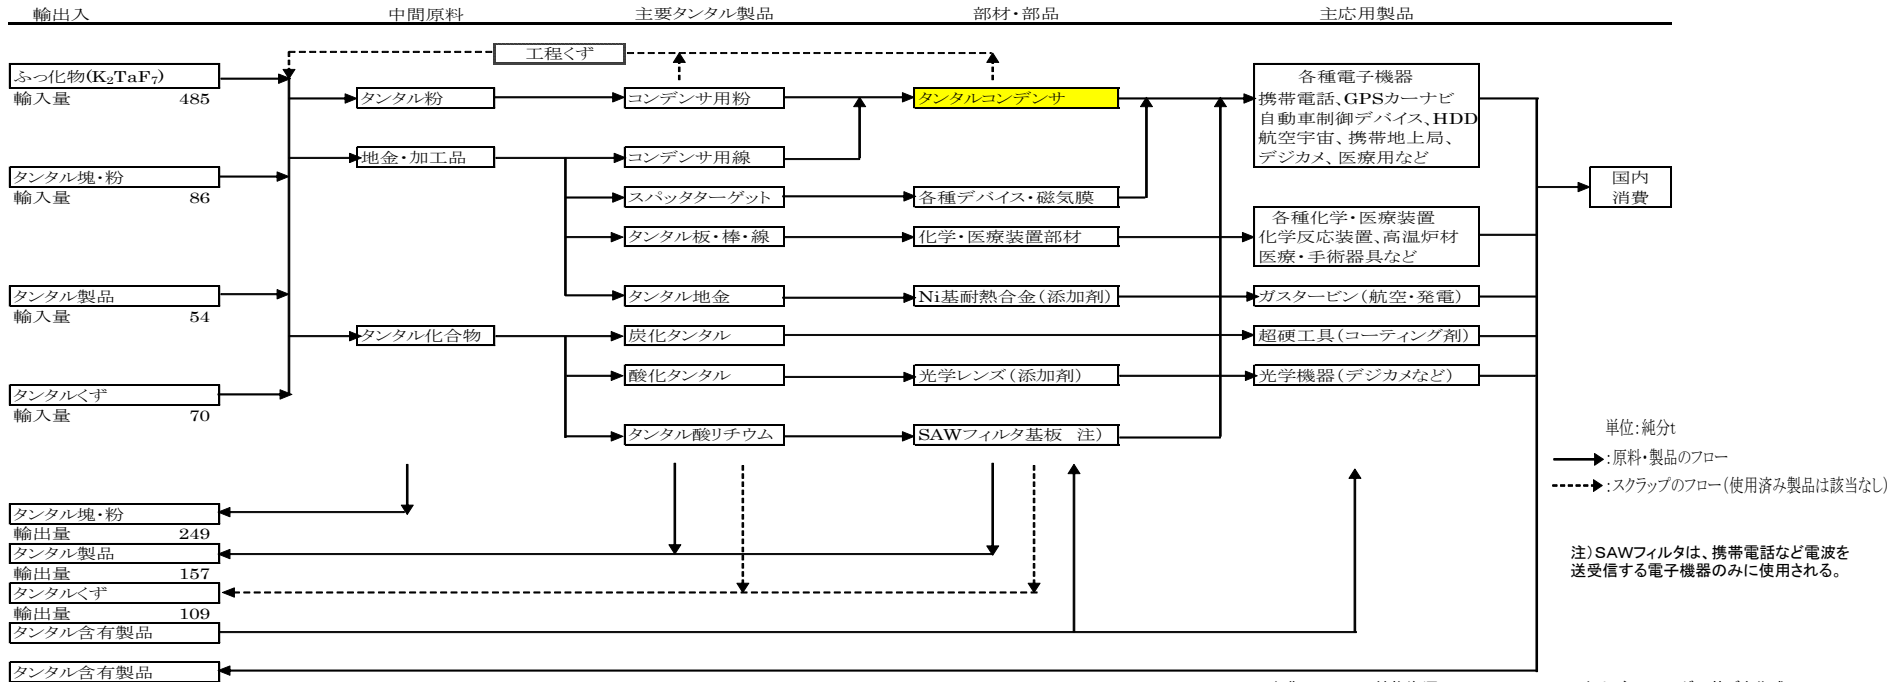 輸出入
中間原料
主要タンタル製品
部材・部品
主応用製品
工程くず
ふっ化物(K₂TaF₇)
輸入量 485
タンタル塊・粉
輸入量 86
タンタル製品
輸入量 54
タンタルくず
輸入量 70
タンタル粉
地金・加工品
タンタル化合物
コンデンサ用粉
コンデンサ用線
スパッタターゲット
タンタル板・棒・線
タンタル地金
炭化タンタル
酸化タンタル
タンタル酸リチウム
タンタルコンデンサ
各種デバイス・磁気膜
化学・医療装置部材
Ni基耐熱合金(添加剤)
光学レンズ(添加剤)
SAWフィルタ基板 注)
各種電子機器
携帯電話、GPSカーナビ
自動車制御デバイス、HDD
航空宇宙、携帯地上局、
デジカメ、医療用など
各種化学・医療装置
化学反応装置、高温炉材
医療・手術器具など
ガスタービン(航空・発電)
超硬工具(コーティング剤)
光学機器(デジカメなど)
国内
消費
タンタル塊・粉
輸出量 249
タンタル製品
輸出量 157
タンタルくず
輸出量 109
タンタル含有製品
タンタル含有製品
単位:純分t
:原料・製品のフロー
:スクラップのフロー(使用済み製品は該当なし)
注)SAWフィルタは、携帯電話など電波を
送受信する電子機器のみに使用される。